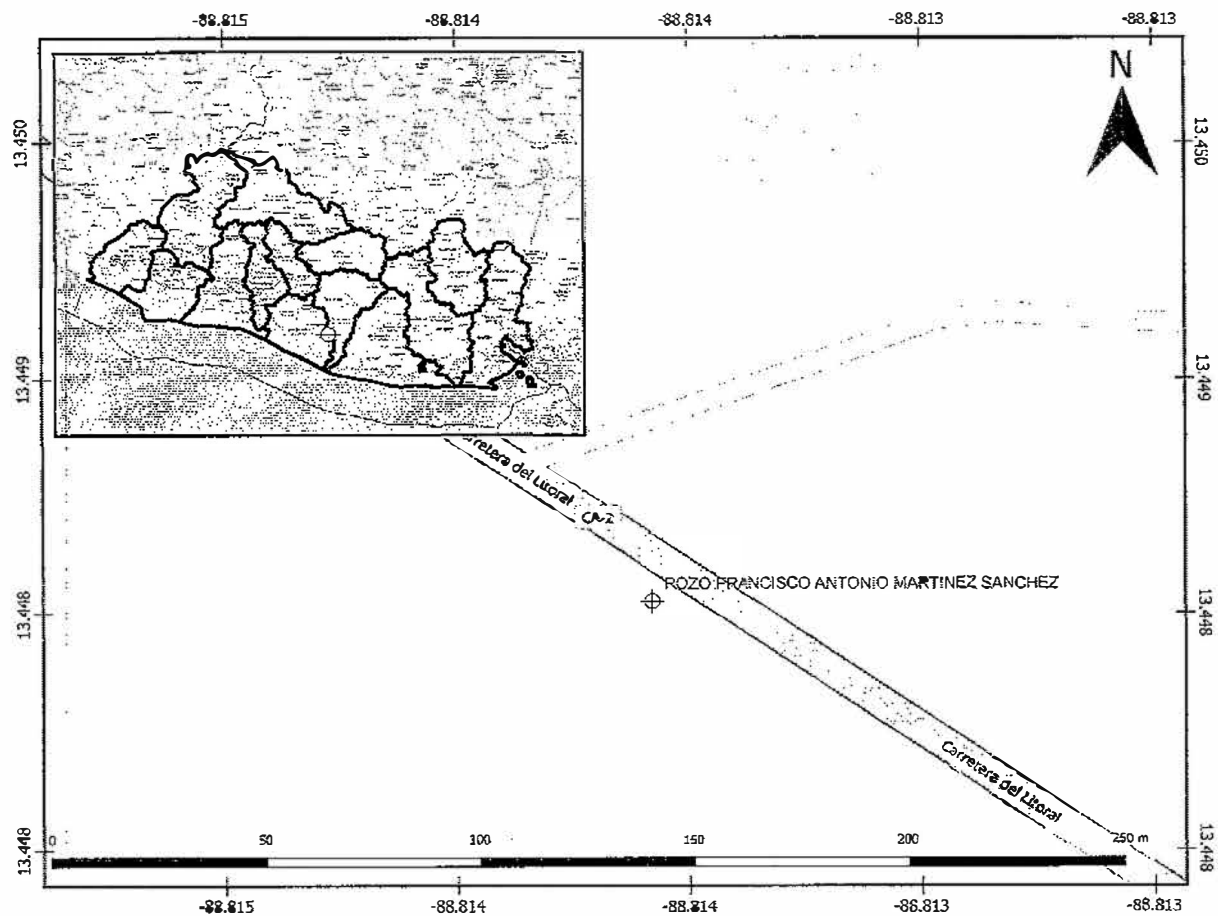 -88.815 -88.814 -88.814 -88.813 -88.813
N
13.450 13.450
13.449 13.449
Carretera del Litoral
CA-2
POZO FRANCISCO ANTONIO MARTINEZ SANCHEZ
13.448 13.448
Carretera del Litoral
0 50 100 150 200 250 m
13.448 13.448
-88.815 -88.814 -88.814 -88.813 -88.813